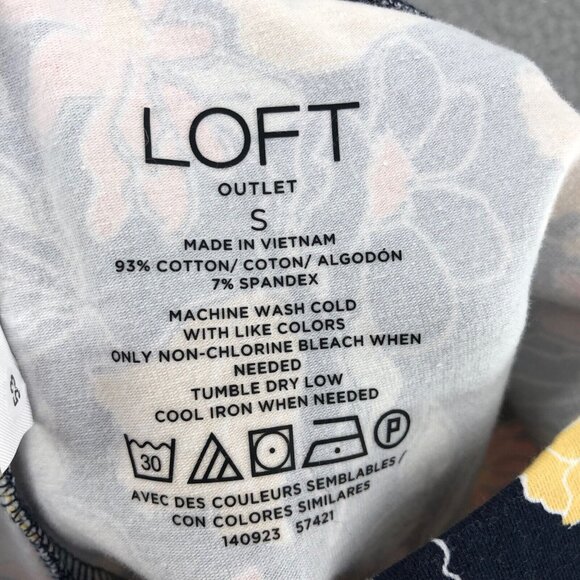 LOFT
OUTLET
S
MADE IN VIETNAM
93% COTTON/ COTON/ ALGODÓN
7% SPANDEX
MACHINE WASH COLD
WITH LIKE COLORS
ONLY NON-CHLORINE BLEACH WHEN
NEEDED
TUMBLE DRY LOW
COOL IRON WHEN NEEDED
30 P
AVEC DES COULEURS SEMBLABLES/
CON COLORES SIMILARES
140923 57421